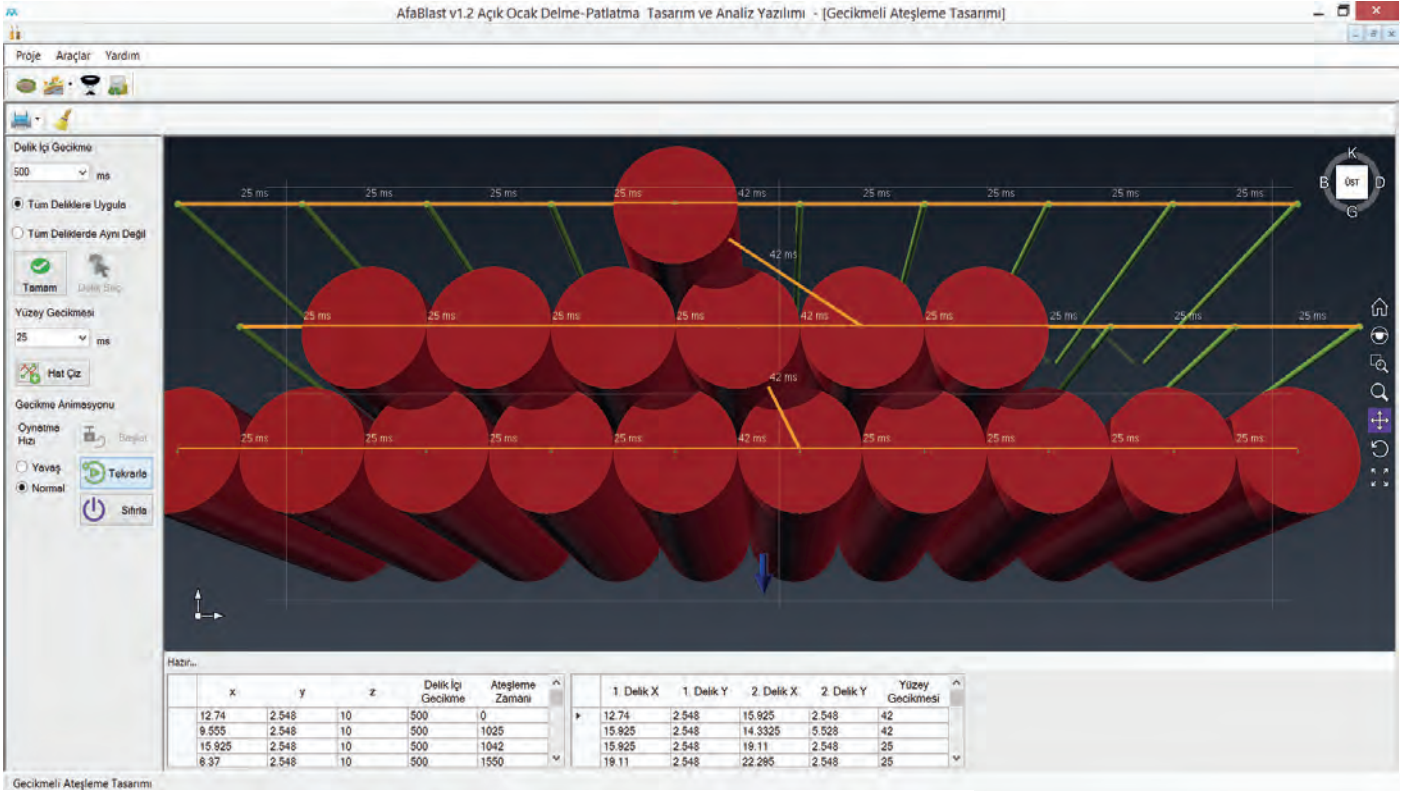 AfaBlast v1.2 Açık Ocak Delme-Patlatma Tasarım ve Analiz Yazılımı - [Gecikmeli Ateşleme Tasarımı]
Proje Araçlar Yardım
Delik İçi Gecikme
500 ms
Tüm Deliklere Uygula
Tüm Deliklerde Aynı Değil
Tamam Delik Seç
Yüzey Gecikmesi
25 ms
Hat Çiz
Gecikme Animasyonu
Oynatma Hızı
Başlat
Yavaş
Tekrarla
Normal
Sıfırla
25 ms 25 ms 25 ms 25 ms 42 ms 25 ms 25 ms 25 ms 25 ms
42 ms
25 ms 25 ms 25 ms 25 ms 42 ms 25 ms 25 ms 25 ms 25 ms
42 ms
25 ms 25 ms 25 ms 42 ms 25 ms 25 ms 25 ms 25 ms
K
B ÜST D
G
Hazır...
x y z Delik İçi Gecikme Ateşleme Zamanı
12.74 2.548 10 500 0
9.555 2.548 10 500 1025
15.925 2.548 10 500 1042
6.37 2.548 10 500 1550
1. Delik X 1. Delik Y 2. Delik X 2. Delik Y Yüzey Gecikmesi
12.74 2.548 15.925 2.548 42
15.925 2.548 14.3325 5.528 42
15.925 2.548 19.11 2.548 25
19.11 2.548 22.295 2.548 25
Gecikmeli Ateşleme Tasarımı